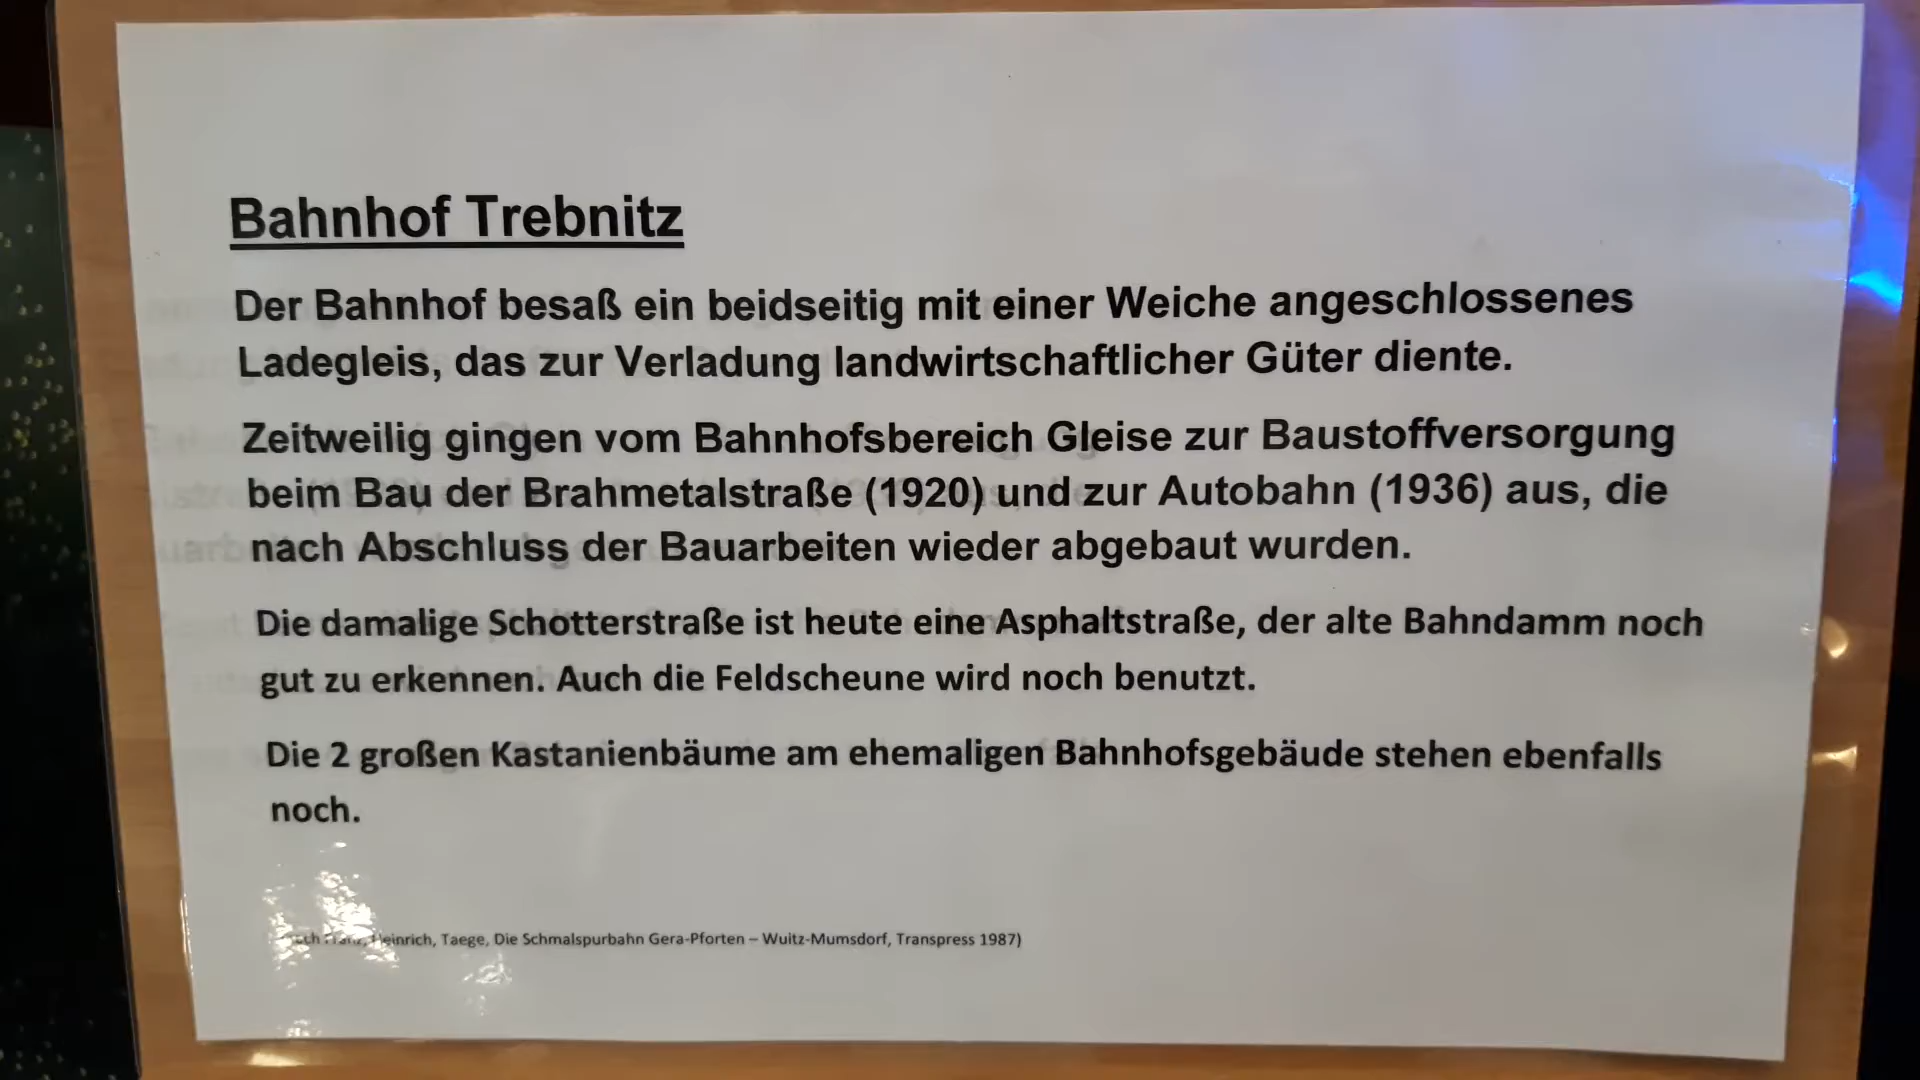 Bahnhof Trebnitz
Der Bahnhof besaß ein beidseitig mit einer Weiche angeschlossenes
Ladegleis, das zur Verladung landwirtschaftlicher Güter diente.
Zeitweilig gingen vom Bahnhofsbereich Gleise zur Baustoffversorgung
beim Bau der Brahmetalstraße (1920) und zur Autobahn (1936) aus, die
nach Abschluss der Bauarbeiten wieder abgebaut wurden.
Die damalige Schotterstraße ist heute eine Asphaltstraße, der alte Bahndamm noch
gut zu erkennen. Auch die Feldscheune wird noch benutzt.
Die 2 großen Kastanienbäume am ehemaligen Bahnhofsgebäude stehen ebenfalls
noch.
Heinrich, Taege, Die Schmalspurbahn Gera-Pforten – Wuitz-Mumsdorf, Transpress 1987)